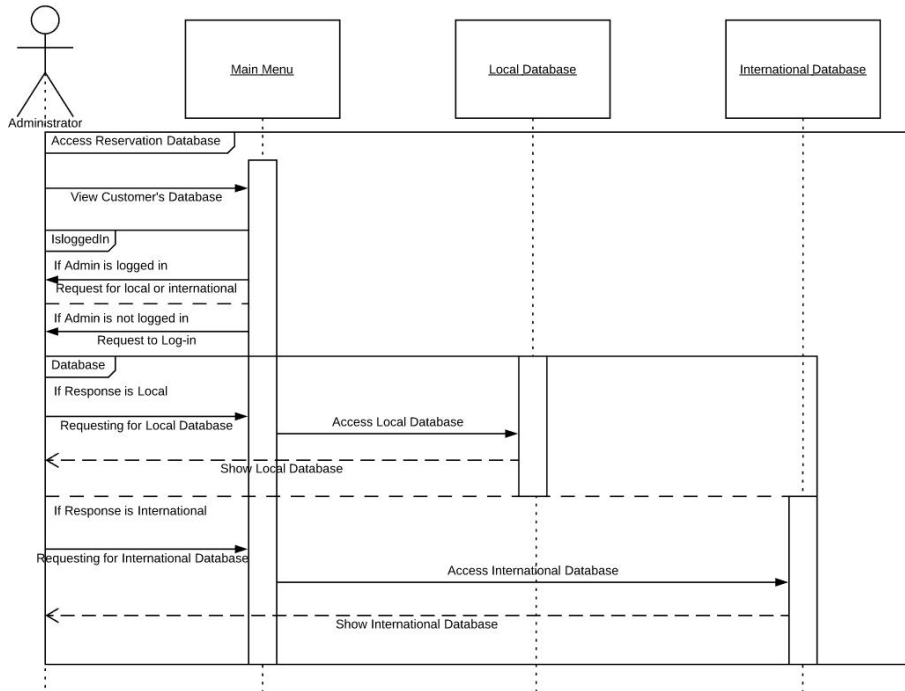 Main Menu
Local Database
International Database
Administrator
Access Reservation Database
View Customer's Database
IsloggedIn
If Admin is logged in
Request for local or international
If Admin is not logged in
Request to Log-in
Database
If Response is Local
Requesting for Local Database
Access Local Database
Show Local Database
If Response is International
Requesting for International Database
Access International Database
Show International Database